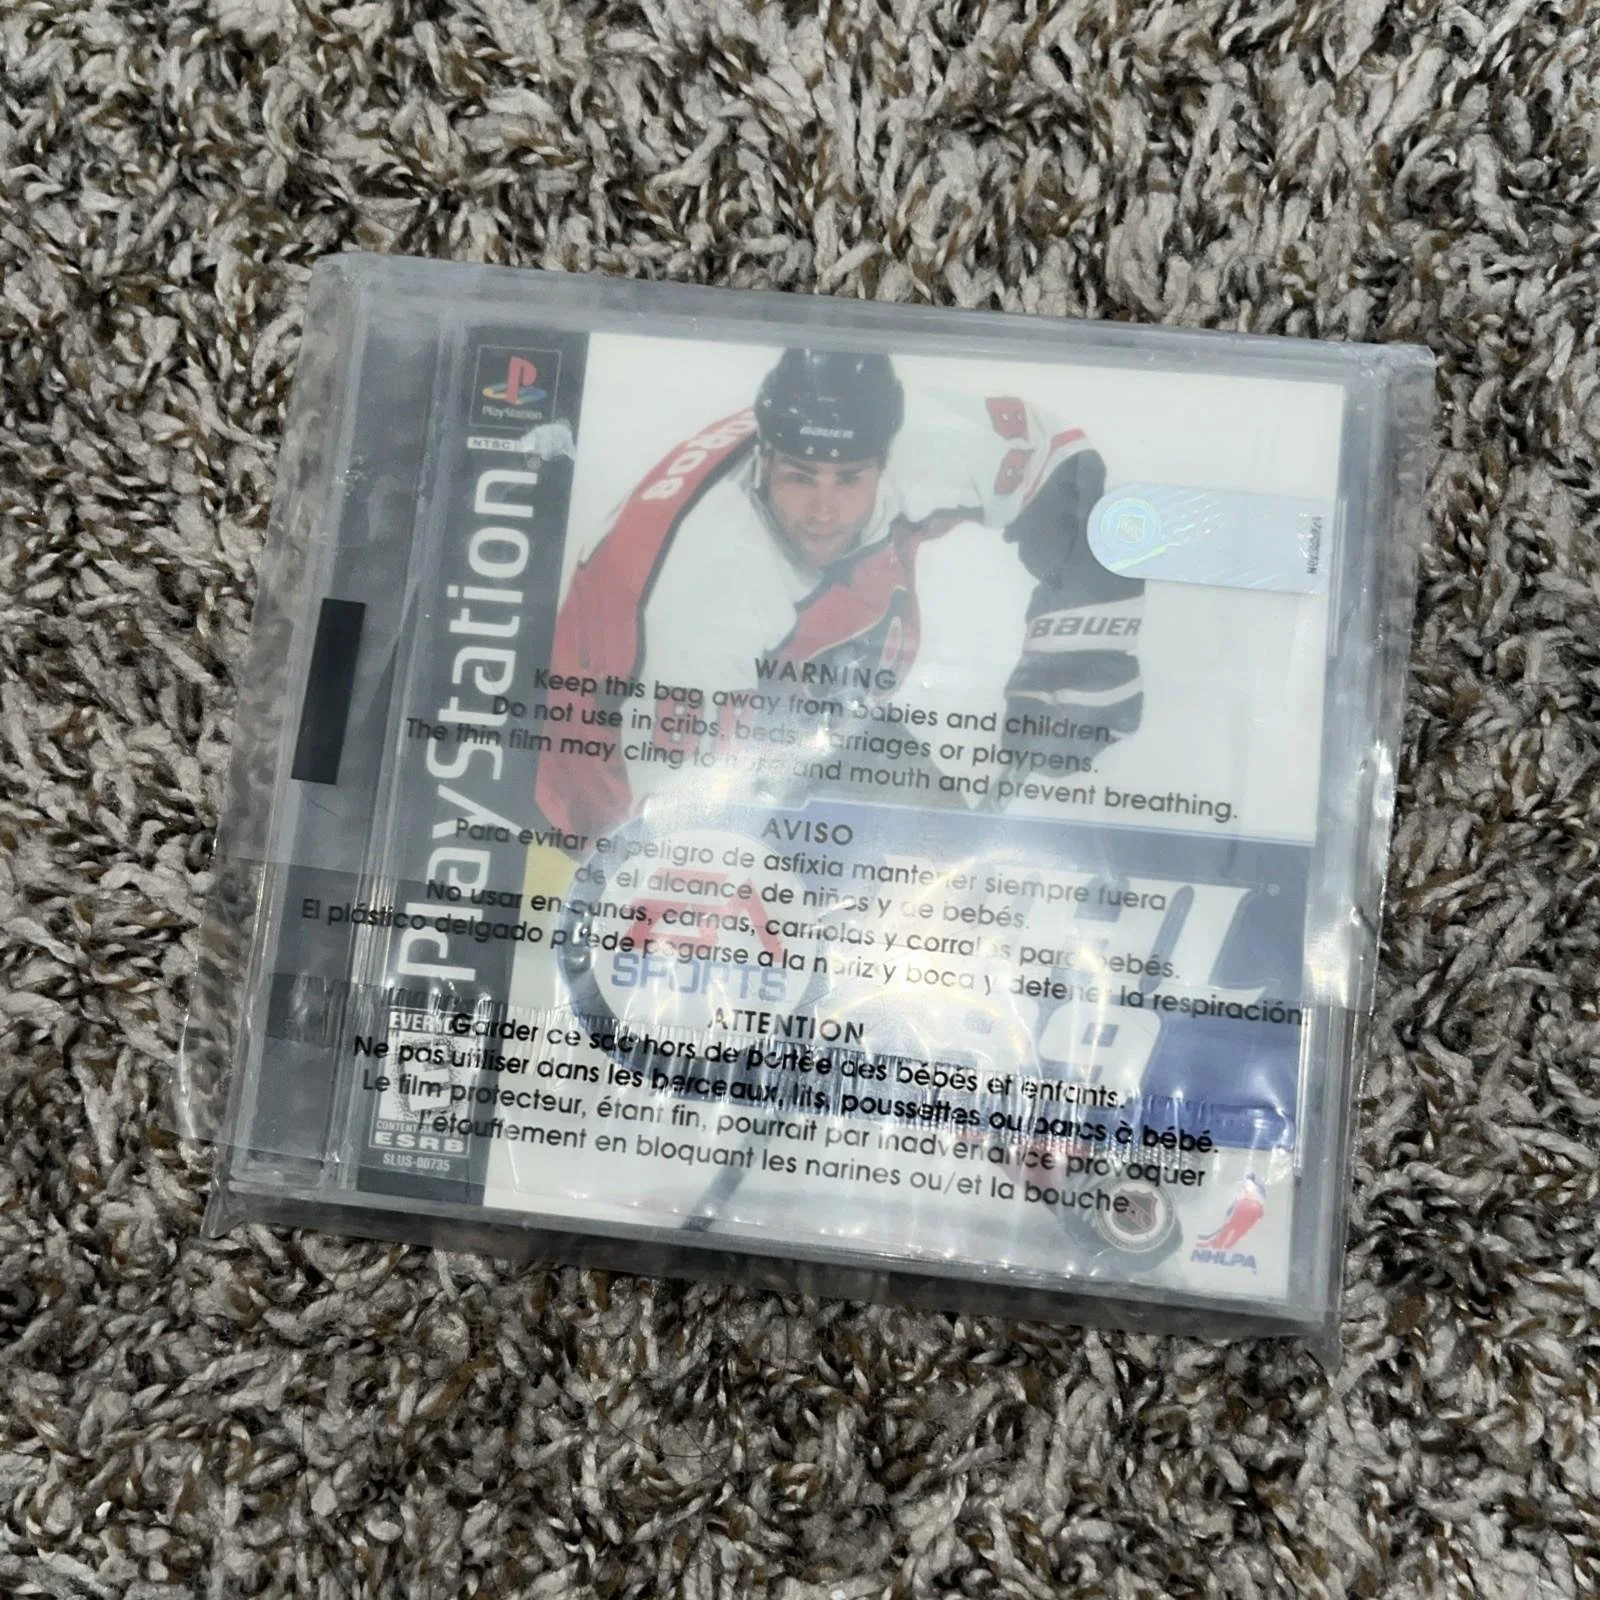 PlayStation
NTSC
PlayStation
BAUER
88
BAUER
WARNING
Keep this bag away from babies and children.
Do not use in cribs, beds, carriages or playpens.
The thin film may cling to nose and mouth and prevent breathing.
AVISO
Para evitar el peligro de asfixia mantener siempre fuera
de el alcance de niños y de bebés.
No usar en cunas, camas, carriolas y corrales para bebés.
El plástico delgado puede pegarse a la nariz y boca y detener la respiración.
EA
SPORTS
99
ATTENTION
Garder ce sac hors de portée des bébés et enfants.
Ne pas utiliser dans les berceaux, lits, poussettes ou parcs à bébé.
Le film protecteur, étant fin, pourrait par inadvertance provoquer
l'étouffement en bloquant les narines ou/et la bouche.
CONTENT
ESRB
SLUS-00735
NHLPA